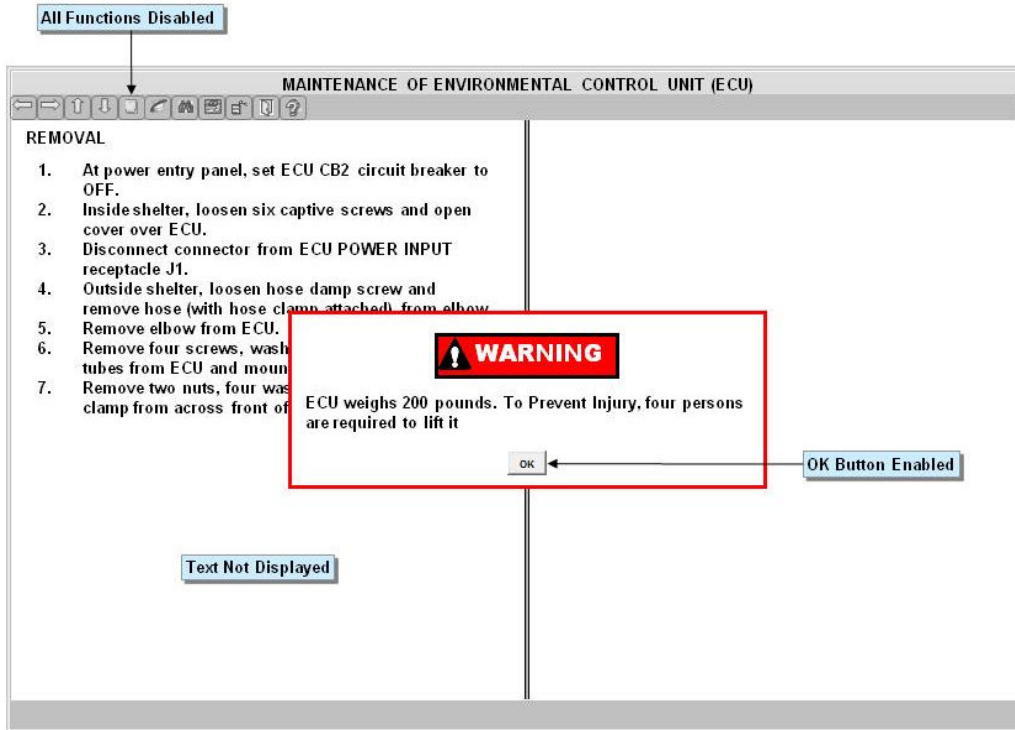 All Functions Disabled
MAINTENANCE OF ENVIRONMENTAL CONTROL UNIT (ECU)
REMOVAL
1. At power entry panel, set ECU CB2 circuit breaker to
OFF.
2. Inside shelter, loosen six captive screws and open
cover over ECU.
3. Disconnect connector from ECU POWER INPUT
receptacle J1.
4. Outside shelter, loosen hose damp screw and
remove hose (with hose clamp attached), from elbow
5. Remove elbow from ECU.
6. Remove four screws, wash
tubes from ECU and moun
7. Remove two nuts, four was
clamp from across front of
WARNING
ECU weighs 200 pounds. To Prevent Injury, four persons
are required to lift it
OK
OK Button Enabled
Text Not Displayed